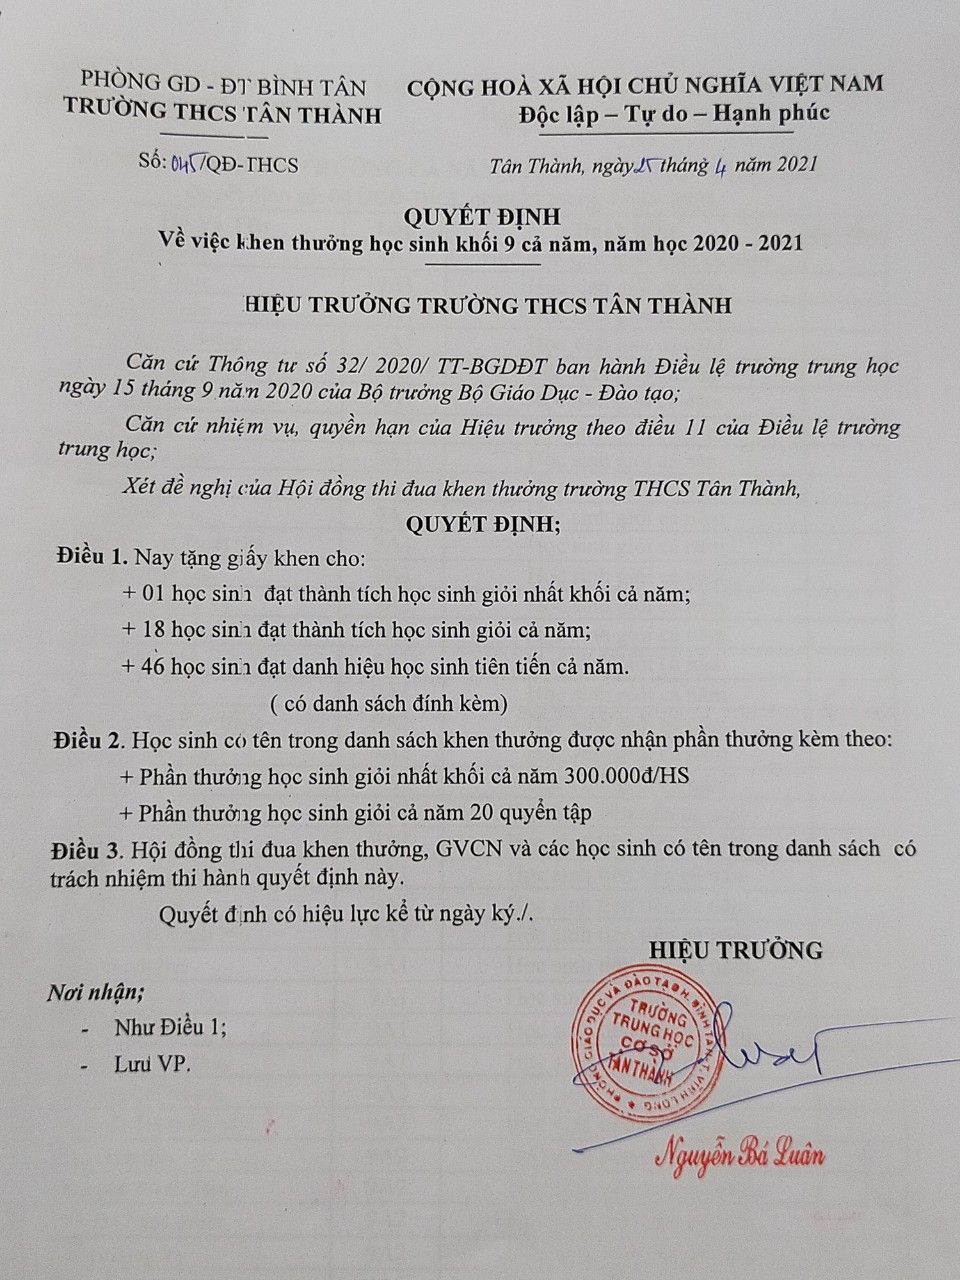 PHÒNG GD - ĐT BÌNH TÂN
TRƯỜNG THCS TÂN THÀNH
CỘNG HOÀ XÃ HỘI CHỦ NGHĨA VIỆT NAM
Độc lập – Tự do – Hạnh phúc
Số: 045/QĐ-THCS
Tân Thành, ngày 25 tháng 4 năm 2021
QUYẾT ĐỊNH
Về việc khen thưởng học sinh khối 9 cả năm, năm học 2020 - 2021
HIỆU TRƯỞNG TRƯỜNG THCS TÂN THÀNH
Căn cứ Thông tư số 32/ 2020/ TT-BGDĐT ban hành Điều lệ trường trung học
ngày 15 tháng 9 năm 2020 của Bộ trưởng Bộ Giáo Dục - Đào tạo;
Căn cứ nhiệm vụ, quyền hạn của Hiệu trưởng theo điều 11 của Điều lệ trường
trung học;
Xét đề nghị của Hội đồng thi đua khen thưởng trường THCS Tân Thành,
QUYẾT ĐỊNH;
Điều 1. Nay tặng giấy khen cho:
+ 01 học sinh đạt thành tích học sinh giỏi nhất khối cả năm;
+ 18 học sinh đạt thành tích học sinh giỏi cả năm;
+ 46 học sinh đạt danh hiệu học sinh tiên tiến cả năm.
( có danh sách đính kèm)
Điều 2. Học sinh có tên trong danh sách khen thưởng được nhận phần thưởng kèm theo:
+ Phần thưởng học sinh giỏi nhất khối cả năm 300.000đ/HS
+ Phần thưởng học sinh giỏi cả năm 20 quyển tập
Điều 3. Hội đồng thi đua khen thưởng, GVCN và các học sinh có tên trong danh sách có
trách nhiệm thi hành quyết định này.
Quyết định có hiệu lực kể từ ngày ký./.
HIỆU TRƯỞNG
Nơi nhận;
- Như Điều 1;
- Lưu VP.
PHÒNG GIÁO DỤC VÀ ĐÀO TẠO H. BÌNH TÂN T. VĨNH LONG
TRƯỜNG
TRUNG HỌC
CƠ SỞ
TÂN THÀNH
Nguyễn Bá Luân